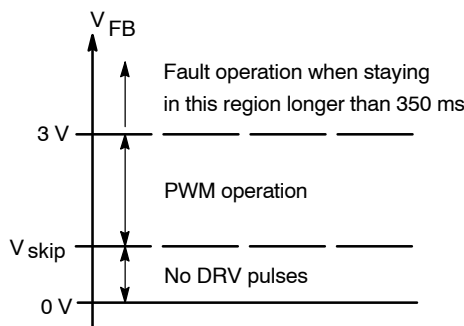 V FB
Fault operation when staying
in this region longer than 350 ms
3 V
PWM operation
V skip
No DRV pulses
0 V